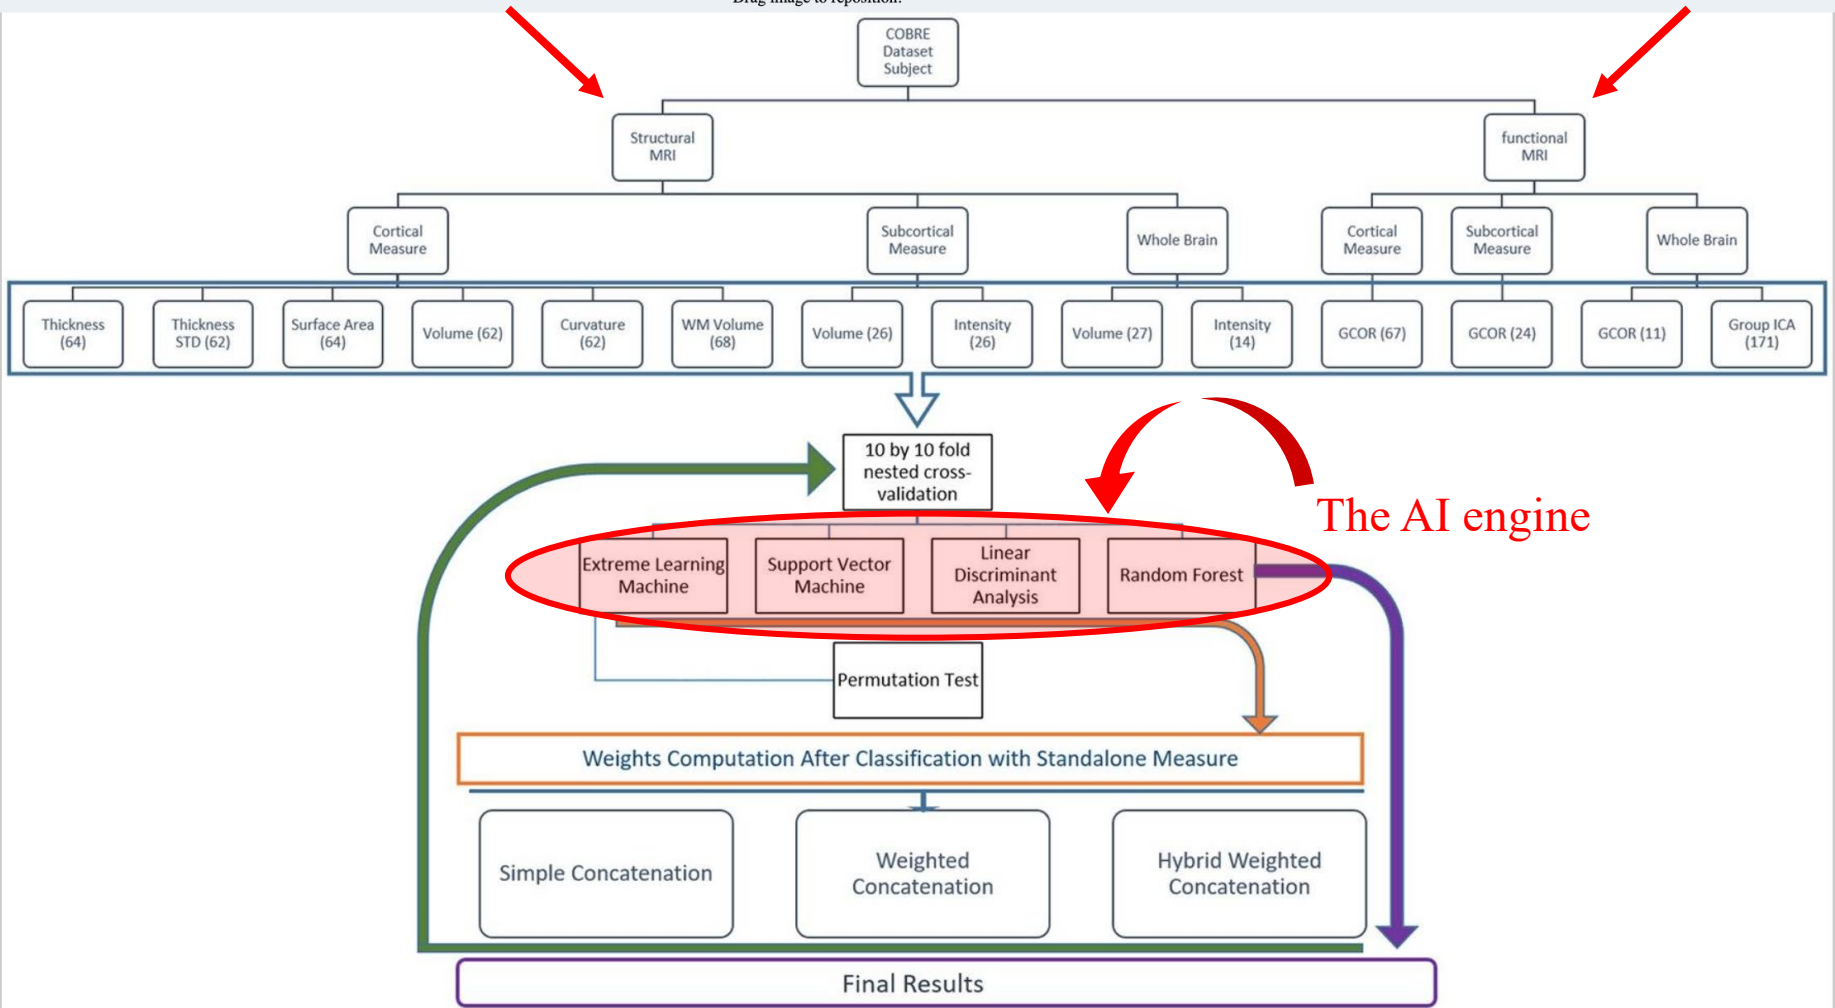 Drag image to reposition.
COBRE
Dataset
Subject
Structural
MRI
functional
MRI
Cortical
Measure
Subcortical
Measure
Whole Brain
Cortical
Measure
Subcortical
Measure
Whole Brain
Thickness
(64)
Thickness
STD (62)
Surface Area
(64)
Volume (62)
Curvature
(62)
WM Volume
(68)
Volume (26)
Intensity
(26)
Volume (27)
Intensity
(14)
GCOR (67)
GCOR (24)
GCOR (11)
Group ICA
(171)
10 by 10 fold
nested cross-
validation
The AI engine
Extreme Learning
Machine
Support Vector
Machine
Linear
Discriminant
Analysis
Random Forest
Permutation Test
Weights Computation After Classification with Standalone Measure
Simple Concatenation
Weighted
Concatenation
Hybrid Weighted
Concatenation
Final Results